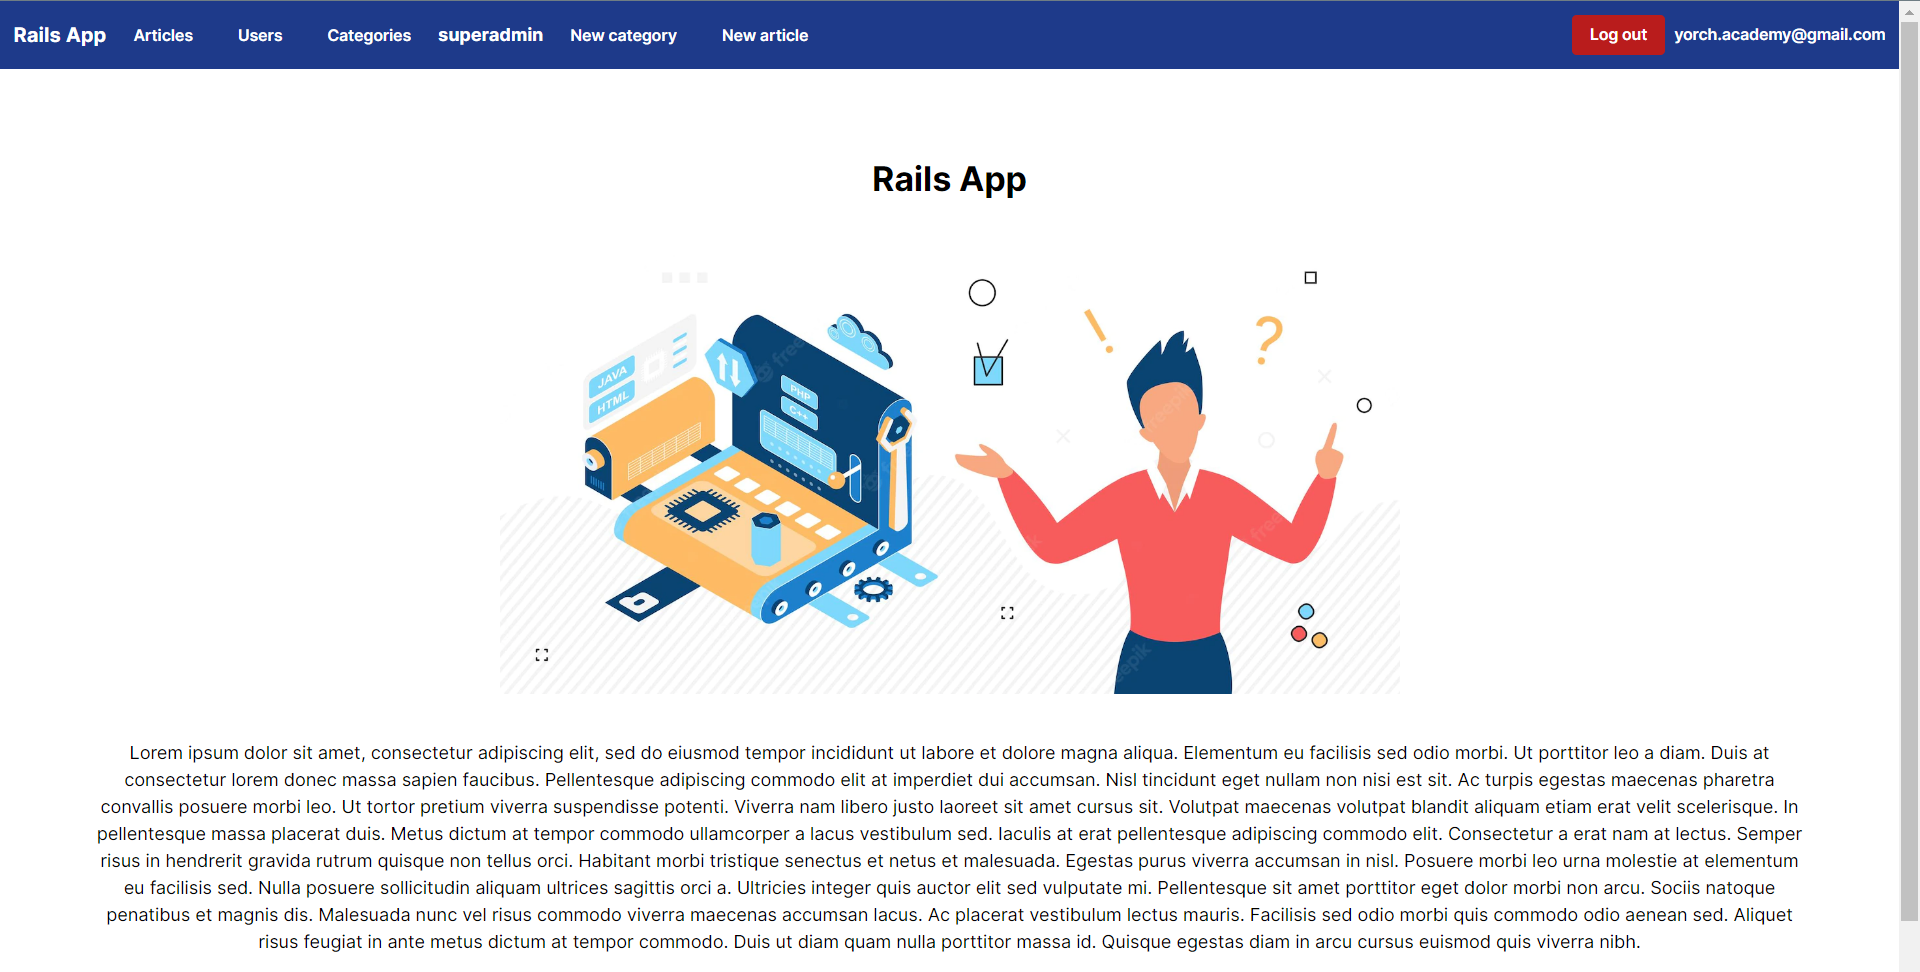 Rails App Articles Users Categories superadmin New category New article Log out yorch.academy@gmail.com
Rails App
JAVA
HTML
PHP
C++
freepik
Lorem ipsum dolor sit amet, consectetur adipiscing elit, sed do eiusmod tempor incididunt ut labore et dolore magna aliqua. Elementum eu facilisis sed odio morbi. Ut porttitor leo a diam. Duis at
consectetur lorem donec massa sapien faucibus. Pellentesque adipiscing commodo elit at imperdiet dui accumsan. Nisl tincidunt eget nullam non nisi est sit. Ac turpis egestas maecenas pharetra
convallis posuere morbi leo. Ut tortor pretium viverra suspendisse potenti. Viverra nam libero justo laoreet sit amet cursus sit. Volutpat maecenas volutpat blandit aliquam etiam erat velit scelerisque. In
pellentesque massa placerat duis. Metus dictum at tempor commodo ullamcorper a lacus vestibulum sed. Iaculis at erat pellentesque adipiscing commodo elit. Consectetur a erat nam at lectus. Semper
risus in hendrerit gravida rutrum quisque non tellus orci. Habitant morbi tristique senectus et netus et malesuada. Egestas purus viverra accumsan in nisl. Posuere morbi leo urna molestie at elementum
eu facilisis sed. Nulla posuere sollicitudin aliquam ultrices sagittis orci a. Ultricies integer quis auctor elit sed vulputate mi. Pellentesque sit amet porttitor eget dolor morbi non arcu. Sociis natoque
penatibus et magnis dis. Malesuada nunc vel risus commodo viverra maecenas accumsan lacus. Ac placerat vestibulum lectus mauris. Facilisis sed odio morbi quis commodo odio aenean sed. Aliquet
risus feugiat in ante metus dictum at tempor commodo. Duis ut diam quam nulla porttitor massa id. Quisque egestas diam in arcu cursus euismod quis viverra nibh.